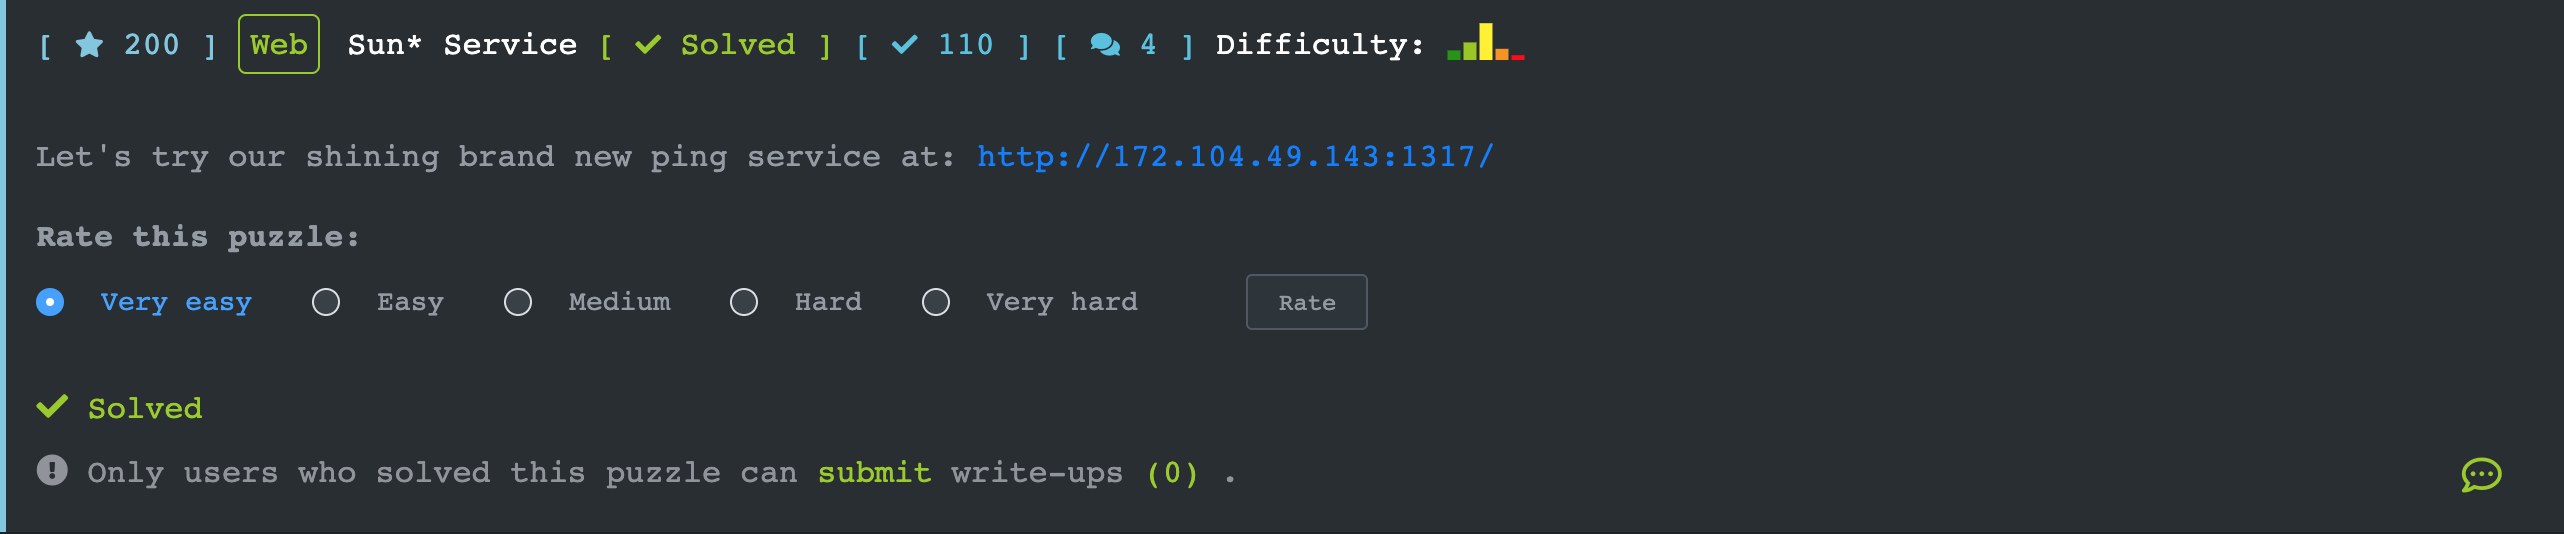 [ ★ 200 ] Web Sun* Service [ ✓ Solved ] [ ✓ 110 ] [ 4 ] Difficulty:
Let's try our shining brand new ping service at: http://172.104.49.143:1317/
Rate this puzzle:
Very easy Easy Medium Hard Very hard Rate
✓ Solved
Only users who solved this puzzle can submit write-ups (0) .